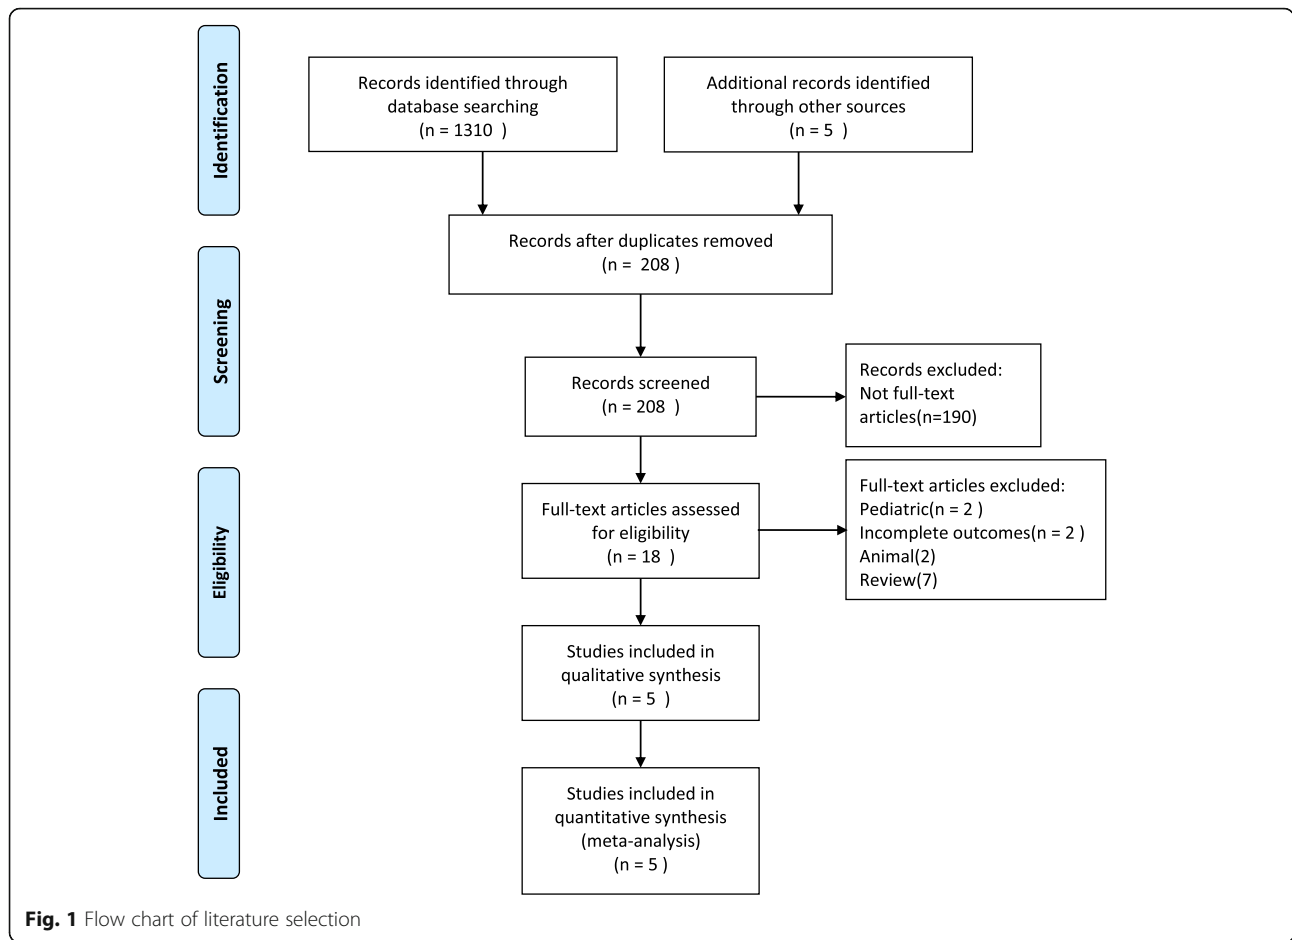 Identification
Records identified through
database searching
(n = 1310  )
Additional records identified
through other sources
(n = 5  )
Records after duplicates removed
(n =  208 )
Screening
Records screened
(n = 208  )
Records excluded:
Not full-text
articles(n=190)
Eligibility
Full-text articles assessed
for eligibility
(n = 18  )
Full-text articles excluded:
Pediatric(n = 2 )
Incomplete outcomes(n = 2 )
Animal(2)
Review(7)
Studies included in
qualitative synthesis
(n = 5  )
Included
Studies included in
quantitative synthesis
(meta-analysis)
(n = 5 )
Fig. 1 Flow chart of literature selection